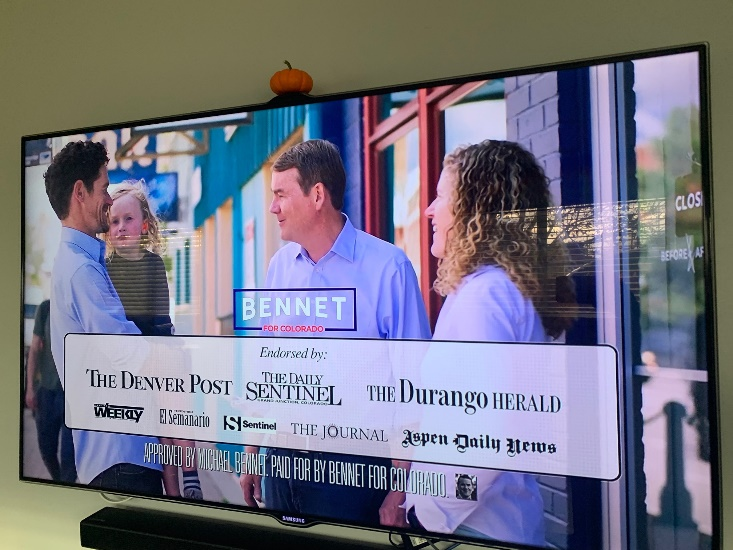 CLOS
BEFORE AF
BENNET
FOR COLORADO
Endorsed by:
THE DENVER POST
THE DAILY
SENTINEL
GRAND JUNCTION, COLORADO
THE Durango HERALD
WEEKLY
El Semanario
S Sentinel
THE JOURNAL
Aspen Daily News
APPROVED BY MICHAEL BENNET. PAID FOR BY BENNET FOR COLORADO
SAMSUNG